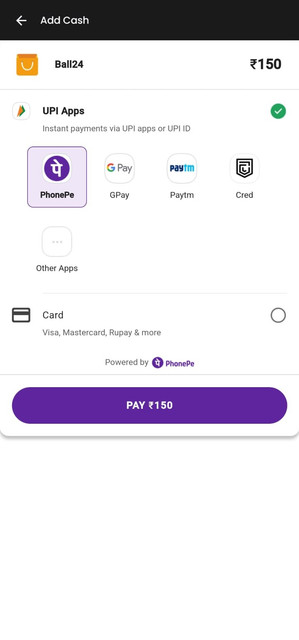 Add Cash
Ball24
₹150
UPI Apps
Instant payments via UPI apps or UPI ID
पे
G Pay
paytm
PhonePe
GPay
Paytm
Cred
Other Apps
Card
Visa, Mastercard, Rupay & more
Powered by पे PhonePe
PAY ₹150